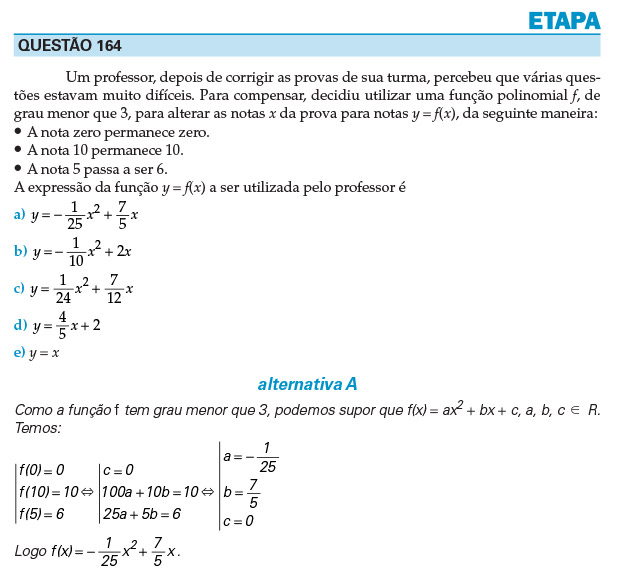 ETAPA
QUESTÃO 164
Um professor, depois de corrigir as provas de sua turma, percebeu que várias ques-
tões estavam muito difíceis. Para compensar, decidiu utilizar uma função polinomial f, de
grau menor que 3, para alterar as notas x da prova para notas y = f(x), da seguinte maneira:
• A nota zero permanece zero.
• A nota 10 permanece 10.
• A nota 5 passa a ser 6.
A expressão da função y = f(x) a ser utilizada pelo professor é
a) y = −1/25 x² + 7/5 x
b) y = −1/10 x² + 2x
c) y = 1/24 x² + 7/12 x
d) y = 4/5 x + 2
e) y = x
alternativa A
Como a função f tem grau menor que 3, podemos supor que f(x) = ax² + bx + c, a, b, c ∈ R.
Temos:
f(0) = 0 c = 0 a = −1/25
f(10) = 10 ⇔ 100a + 10b = 10 ⇔ b = 7/5
f(5) = 6 25a + 5b = 6 c = 0
Logo f(x) = −1/25 x² + 7/5 x.